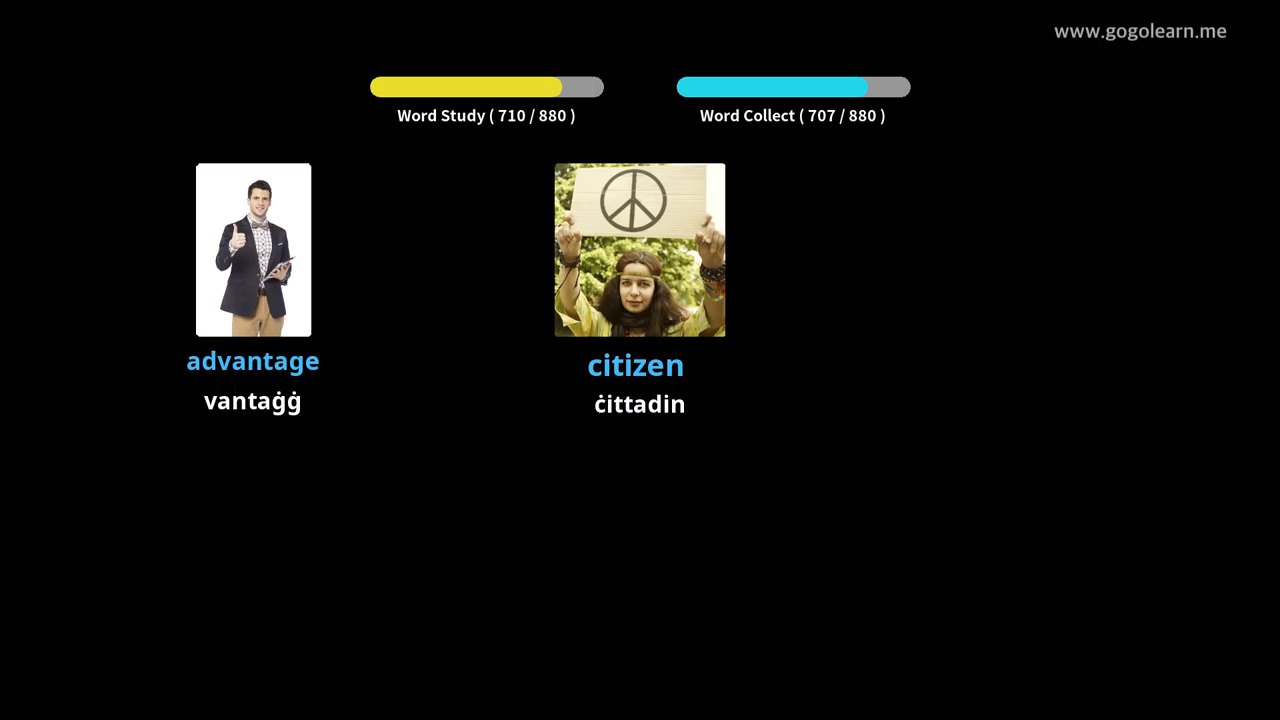 www.gogolearn.me
Word Study ( 710 / 880 )
Word Collect ( 707 / 880 )
advantage
vantaġġ
citizen
ċittadin